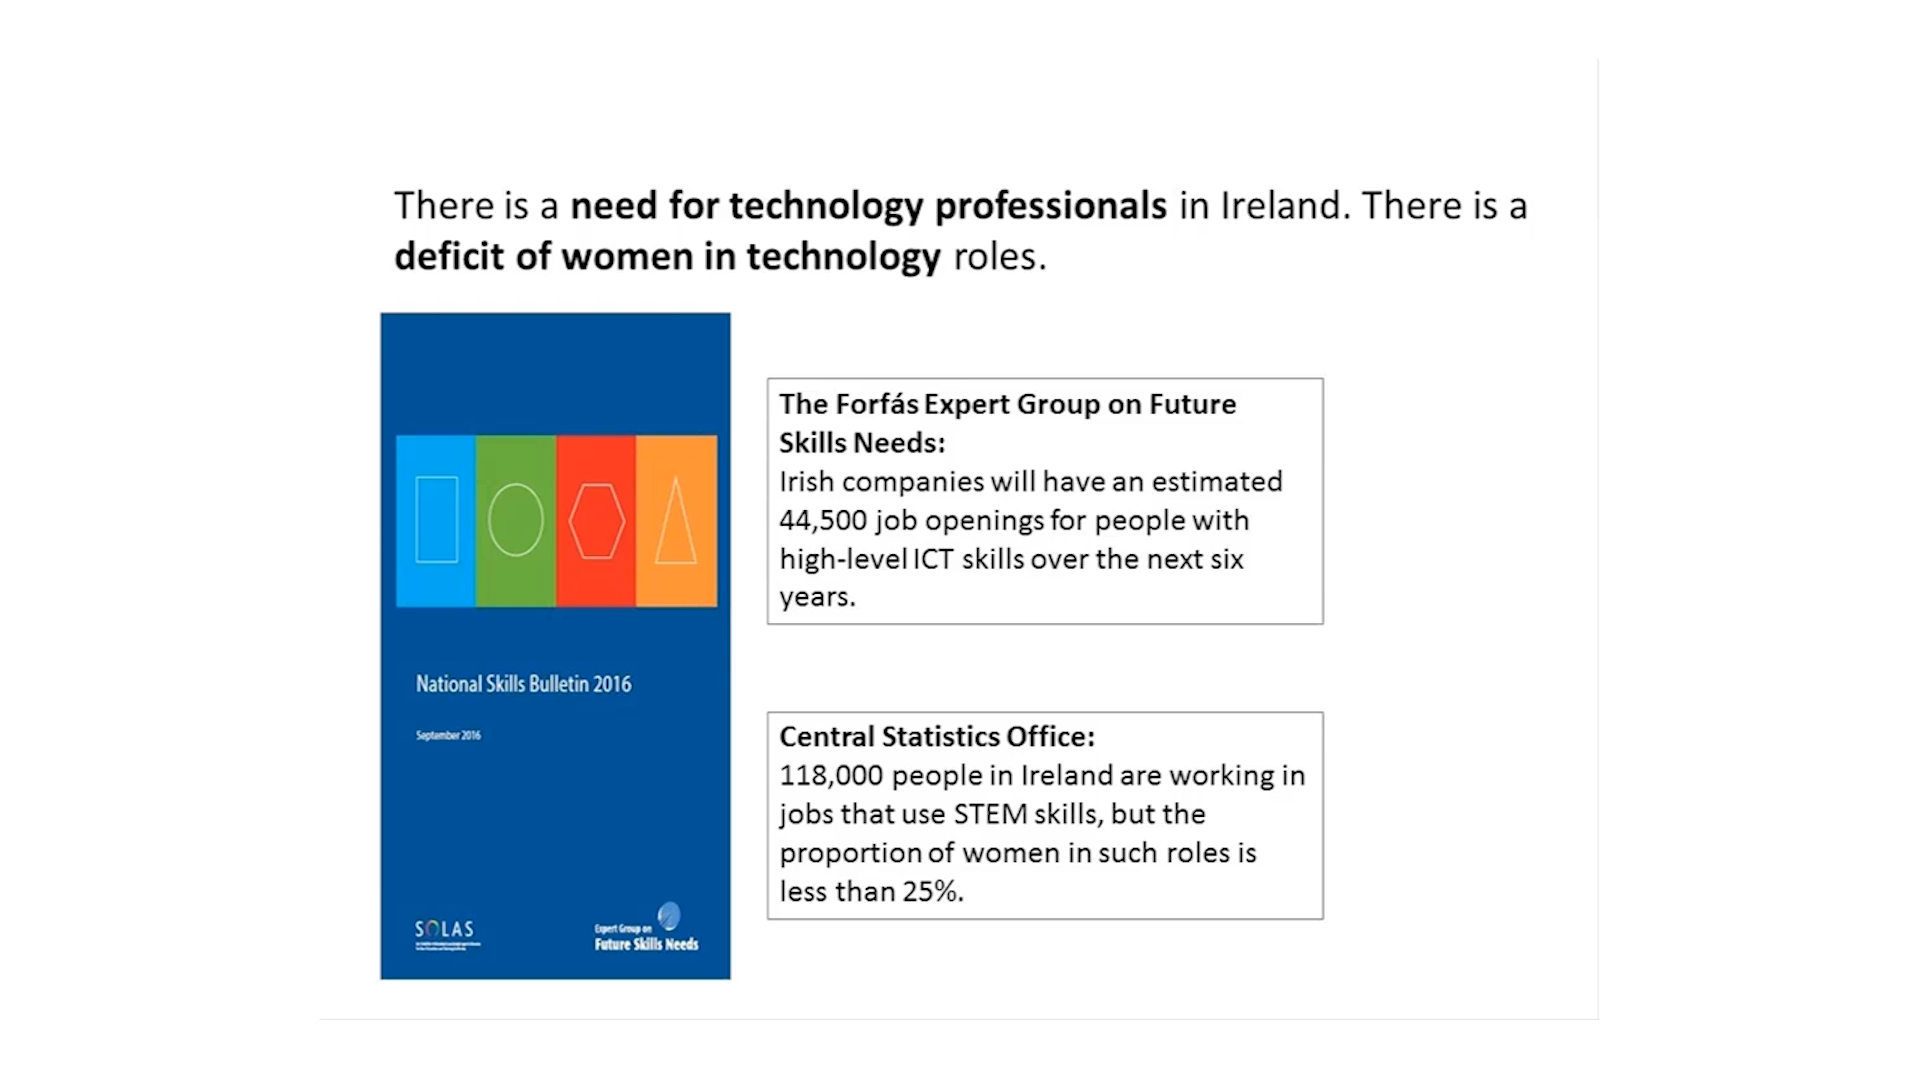 There is a need for technology professionals in Ireland. There is a
deficit of women in technology roles.
The Forfás Expert Group on Future
Skills Needs:
Irish companies will have an estimated
44,500 job openings for people with
high-level ICT skills over the next six
years.
National Skills Bulletin 2016
September 2016
Central Statistics Office:
118,000 people in Ireland are working in
jobs that use STEM skills, but the
proportion of women in such roles is
less than 25%.
SOLAS
Expert Group on
Future Skills Needs